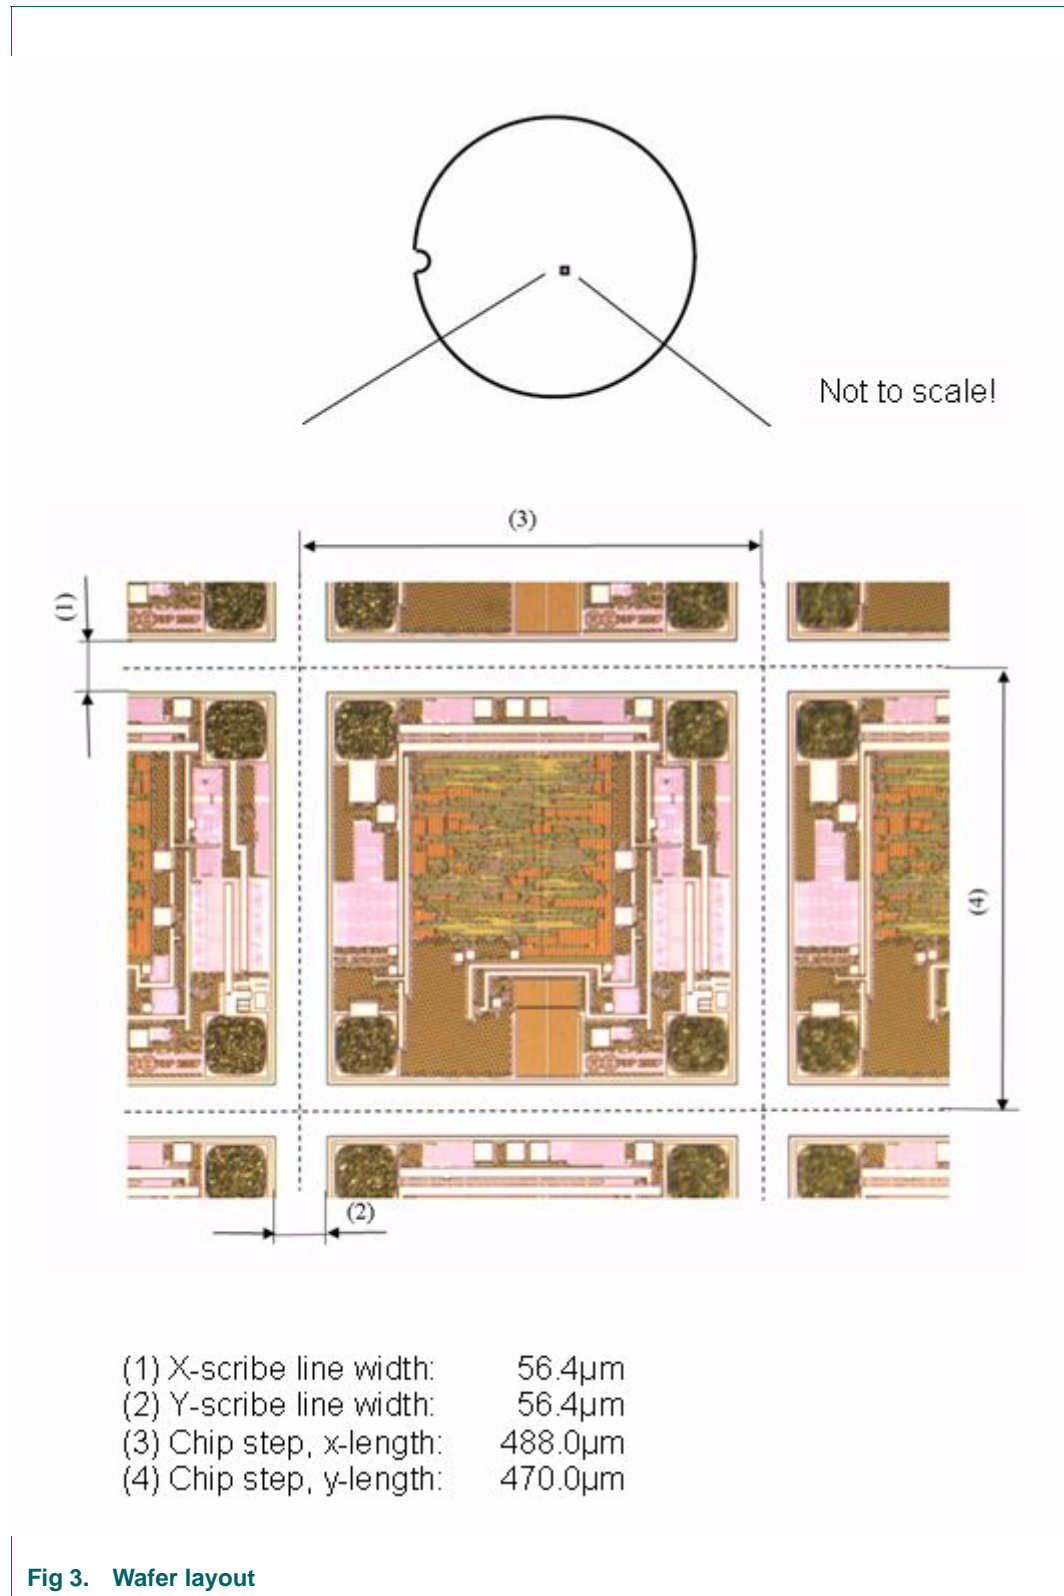 Not to scale!
(3)
(1)
(4)
(2)
(1) X-scribe line width: 56.4µm
(2) Y-scribe line width: 56.4µm
(3) Chip step, x-length: 488.0µm
(4) Chip step, y-length: 470.0µm
Fig 3. Wafer layout